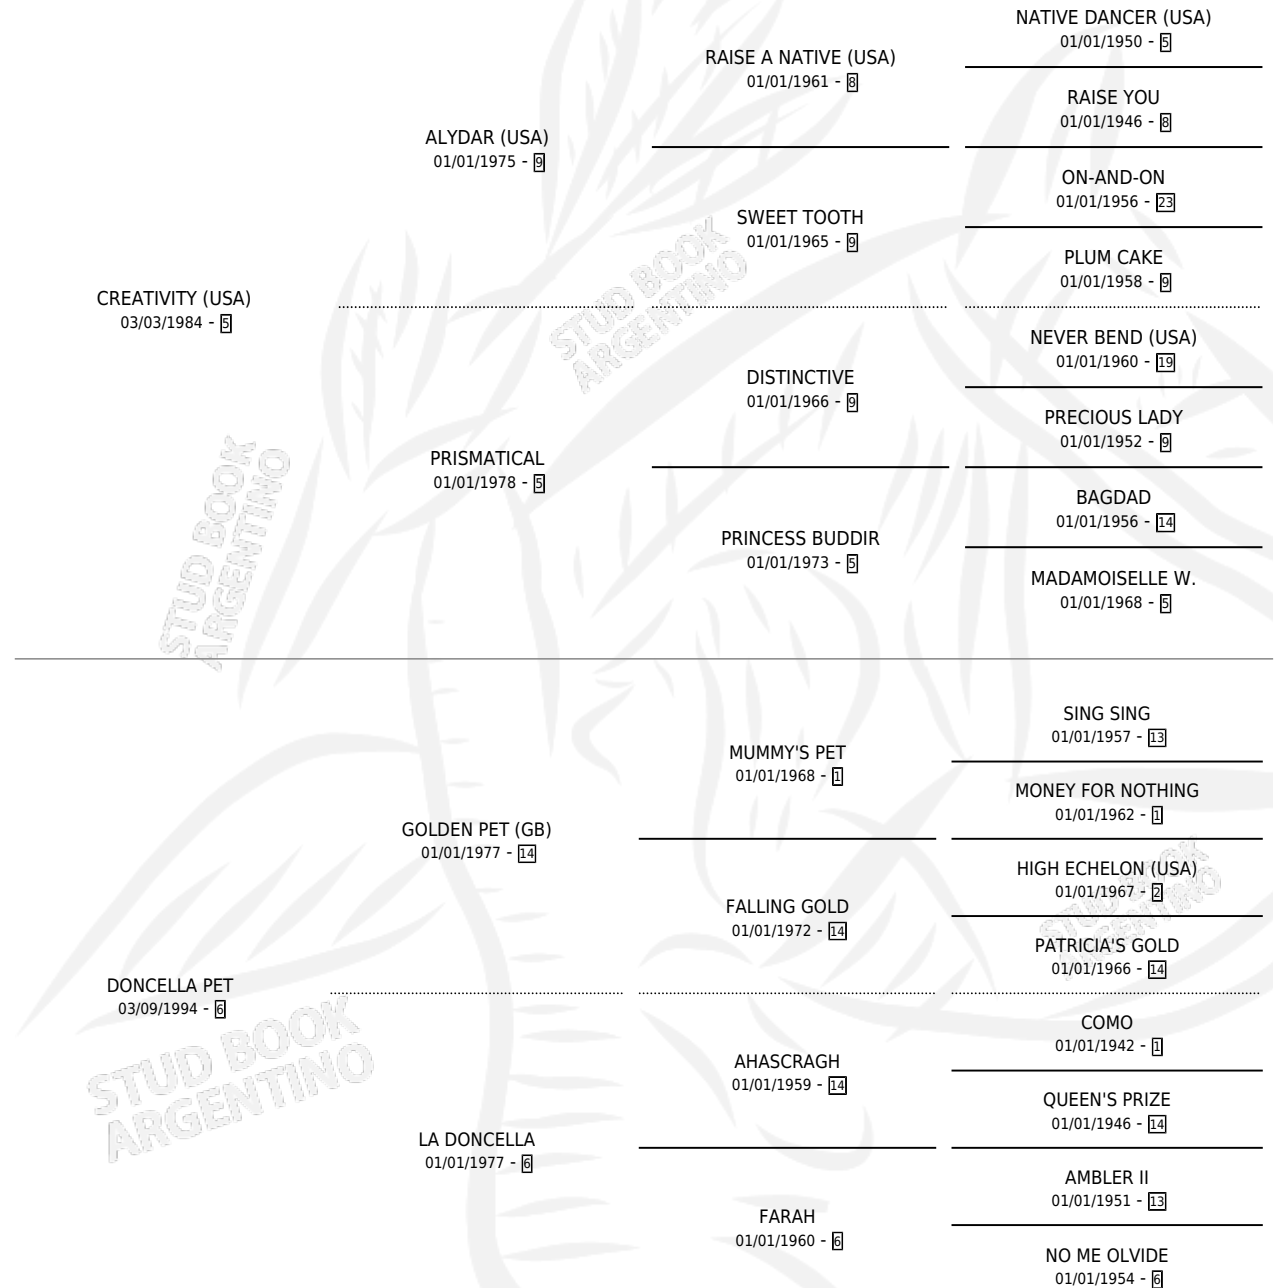 NATIVE DANCER (USA)
01/01/1950 - 5
RAISE A NATIVE (USA)
01/01/1961 - 8
RAISE YOU
01/01/1946 - 8
ALYDAR (USA)
01/01/1975 - 9
ON-AND-ON
01/01/1956 - 23
SWEET TOOTH
01/01/1965 - 9
PLUM CAKE
01/01/1958 - 9
CREATIVITY (USA)
03/03/1984 - 5
NEVER BEND (USA)
01/01/1960 - 19
DISTINCTIVE
01/01/1966 - 9
PRECIOUS LADY
01/01/1952 - 9
PRISMATICAL
01/01/1978 - 5
BAGDAD
01/01/1956 - 14
PRINCESS BUDDIR
01/01/1973 - 5
MADAMOISELLE W.
01/01/1968 - 5
STUD BOOK
ARGENTINO
STUD BOOK
ARGENTINO
SING SING
01/01/1957 - 13
MUMMY'S PET
01/01/1968 - 1
MONEY FOR NOTHING
01/01/1962 - 1
GOLDEN PET (GB)
01/01/1977 - 14
HIGH ECHELON (USA)
01/01/1967 - 2
FALLING GOLD
01/01/1972 - 14
PATRICIA'S GOLD
01/01/1966 - 14
STUD BOOK
ARGENTINO
DONCELLA PET
03/09/1994 - 6
COMO
01/01/1942 - 1
AHASCRAGH
01/01/1959 - 14
QUEEN'S PRIZE
01/01/1946 - 14
STUD BOOK
ARGENTINO
LA DONCELLA
01/01/1977 - 6
AMBLER II
01/01/1951 - 13
FARAH
01/01/1960 - 6
NO ME OLVIDE
01/01/1954 - 6